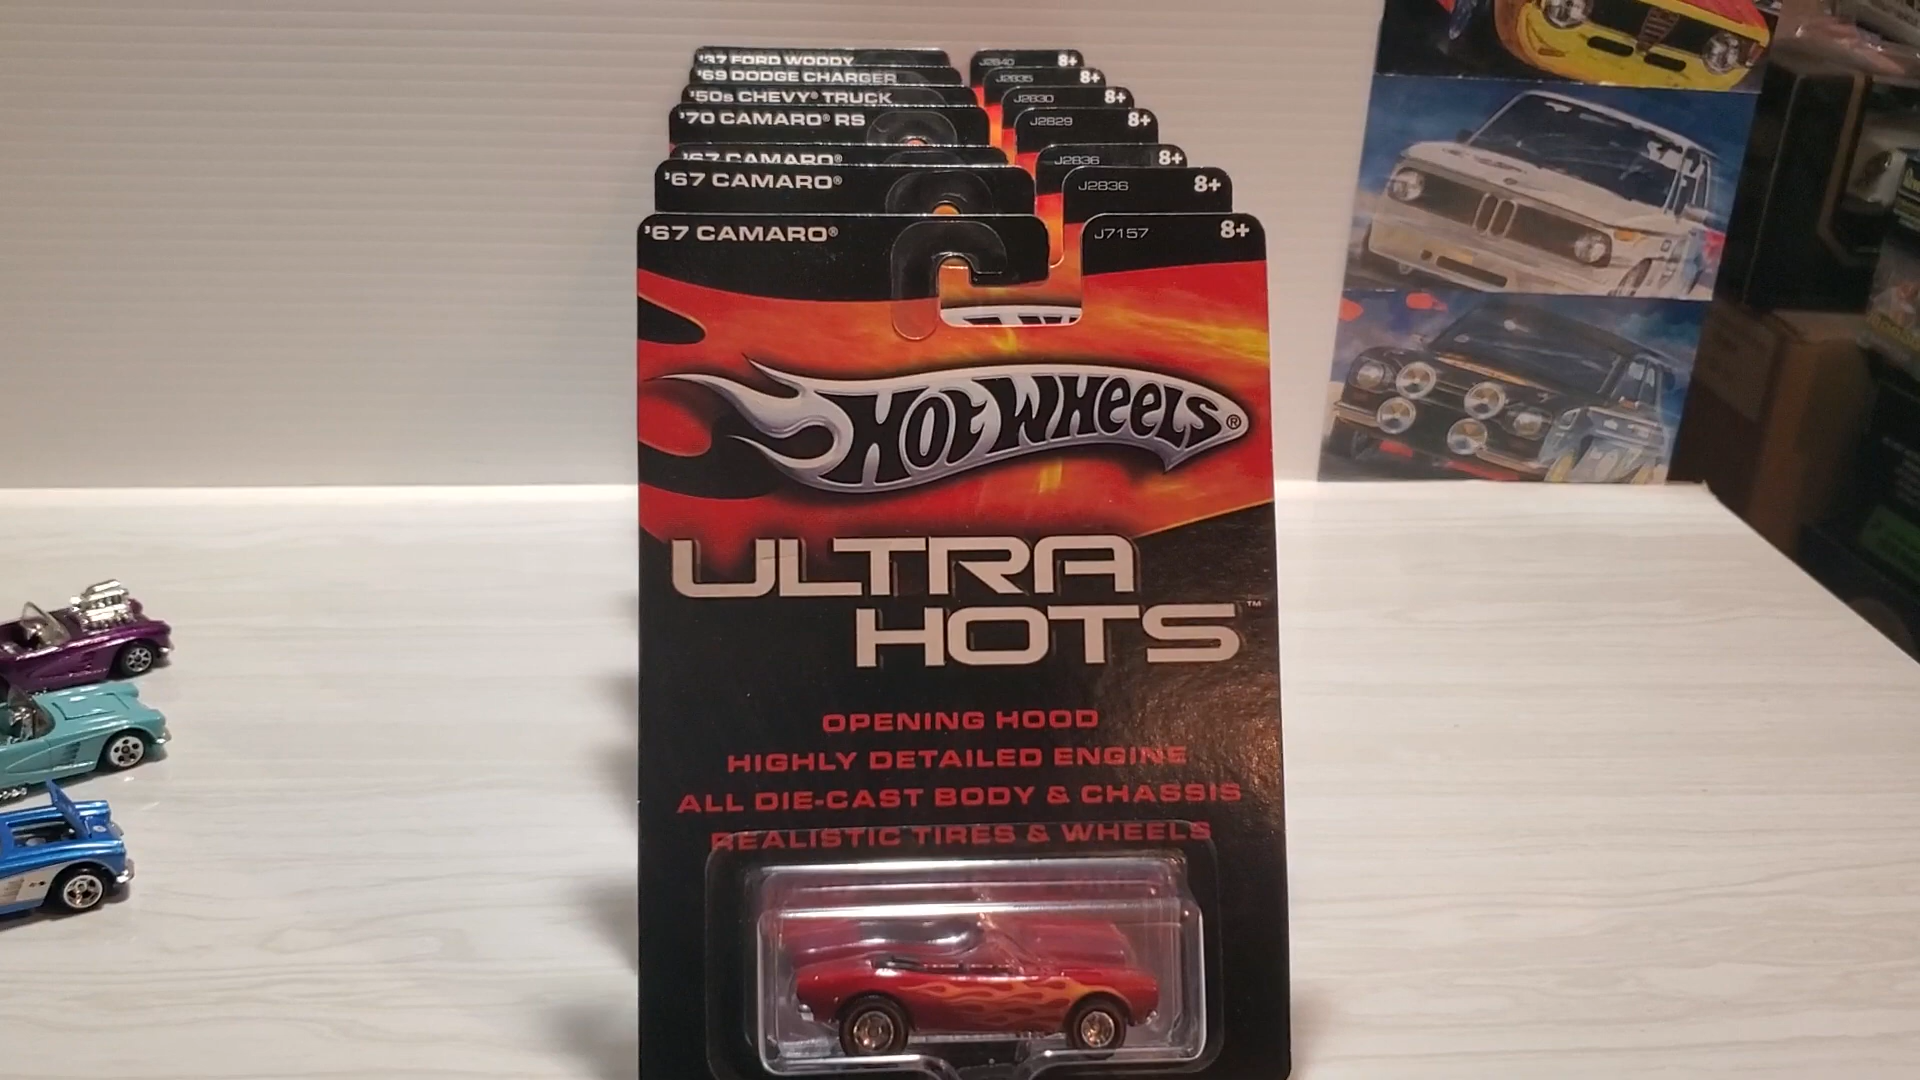 '37 FORD WOODY J2840 8+
'69 DODGE CHARGER J2835 8+
'50s CHEVY® TRUCK J2830 8+
'70 CAMARO® RS J2829 8+
'67 CAMARO® J2836 8+
'67 CAMARO® J2836 8+
'67 CAMARO® J7157 8+
HOT WHEELS®
ULTRA
HOTS™
OPENING HOOD
HIGHLY DETAILED ENGINE
ALL DIE-CAST BODY & CHASSIS
REALISTIC TIRES & WHEELS